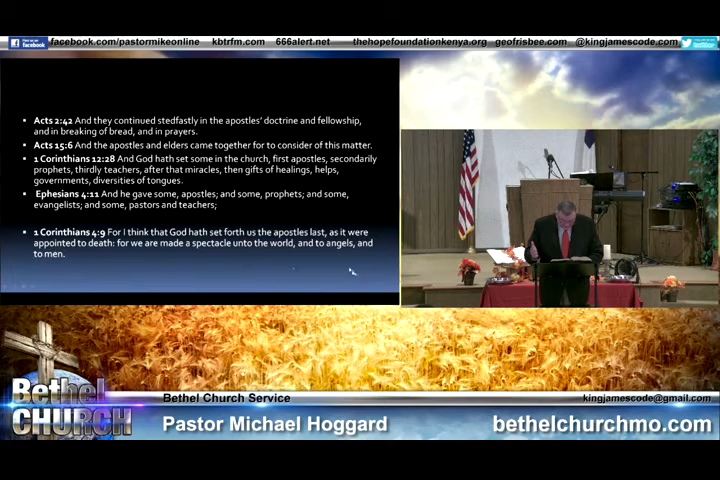 facebook.com/pastormikeonline kbtrfm.com 666alert.net thehopefoundationkenya.org geofrisbee.com @kingjamescode.com
Acts 2:42 And they continued stedfastly in the apostles' doctrine and fellowship,
and in breaking of bread, and in prayers.
Acts 15:6 And the apostles and elders came together for to consider of this matter.
1 Corinthians 12:28 And God hath set some in the church, first apostles, secondarily
prophets, thirdly teachers, after that miracles, then gifts of healings, helps,
governments, diversities of tongues.
Ephesians 4:11 And he gave some, apostles; and some, prophets; and some,
evangelists; and some, pastors and teachers;
1 Corinthians 4:9 For I think that God hath set forth us the apostles last, as it were
appointed to death: for we are made a spectacle unto the world, and to angels, and
to men.
Bethel
CHURCH
Bethel Church Service
kingjamescode@gmail.com
Pastor Michael Hoggard
bethelchurchmo.com